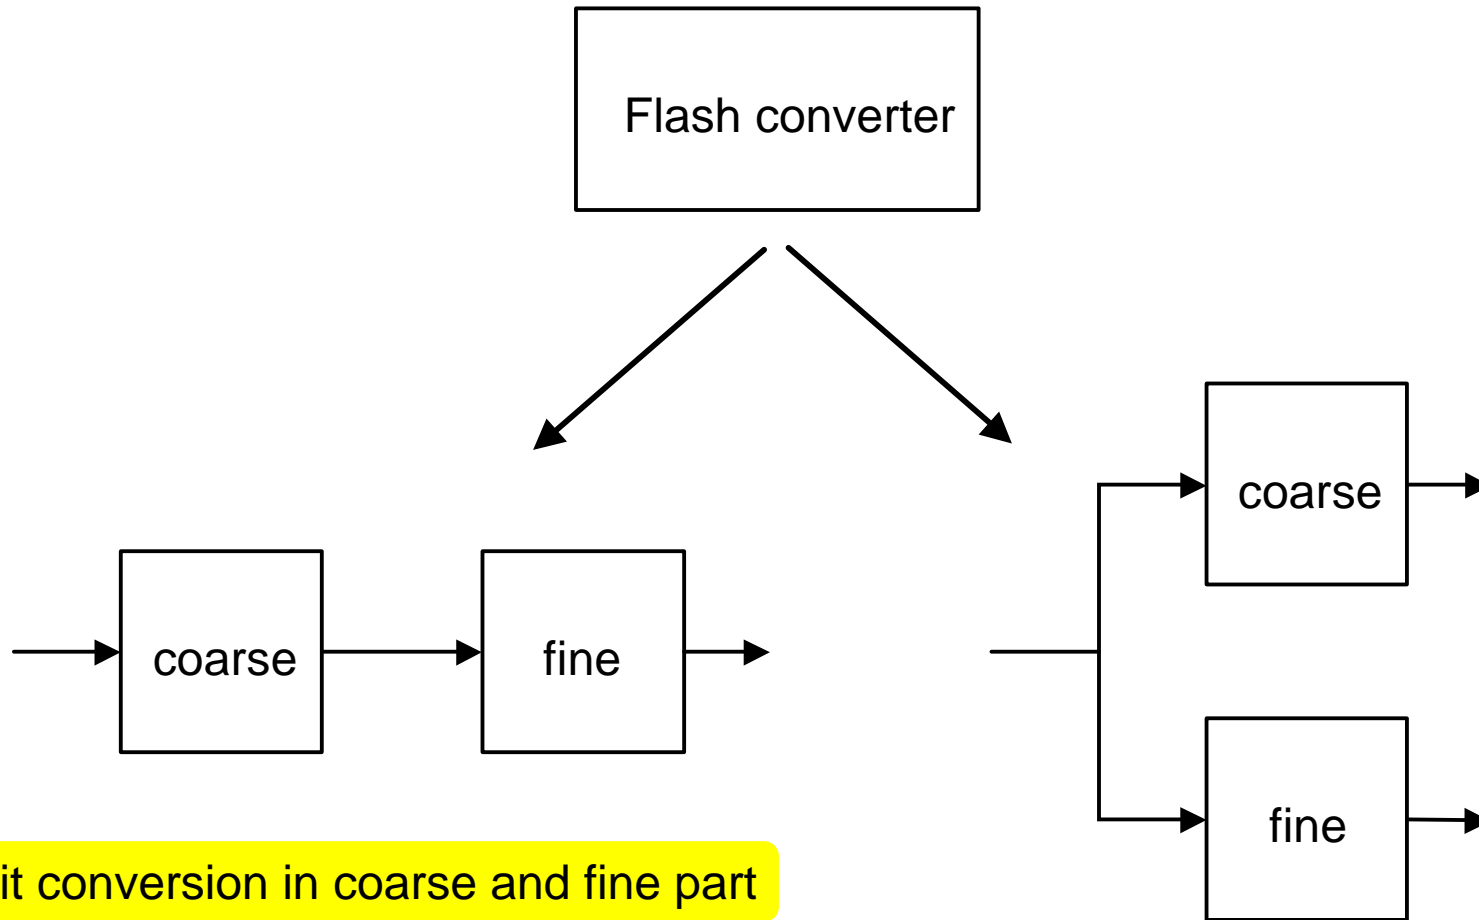 Flash converter
coarse
fine
coarse
fine
it conversion in coarse and fine part